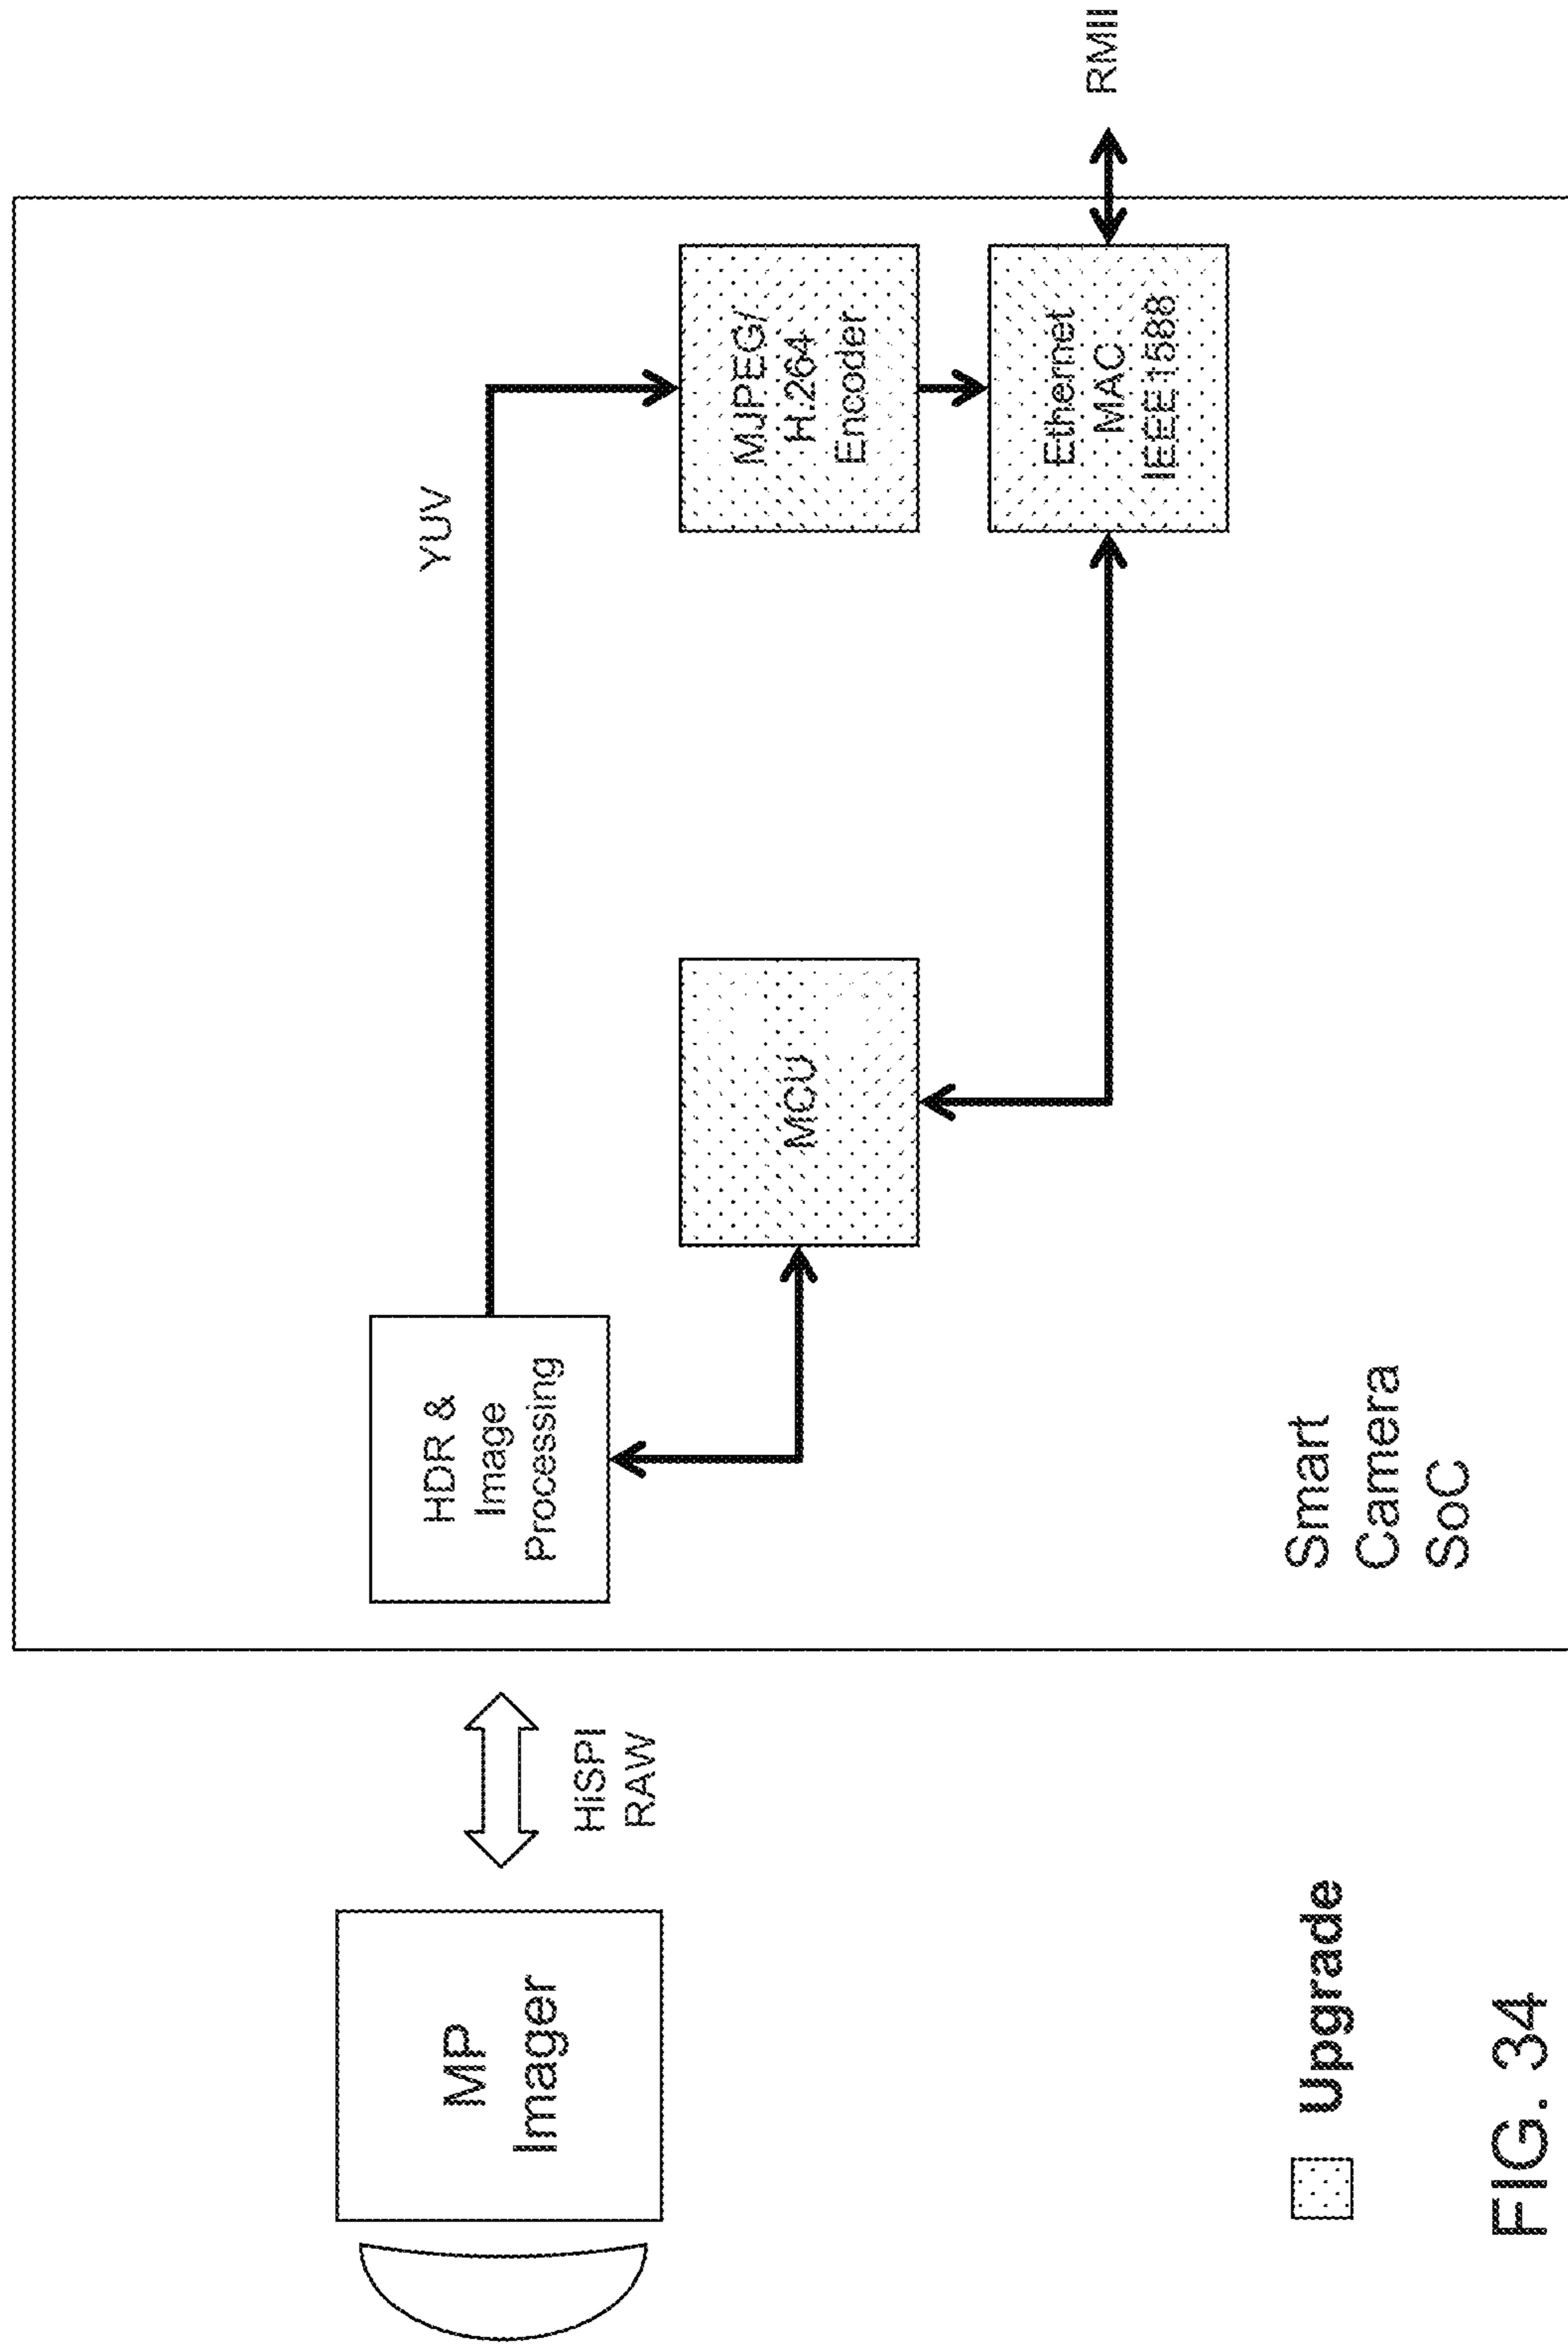 MP
Imager
HiSPI
RAW
HDR &
Image
Processing
YUV
MCU
MJPEG/
H.264
Encoder
Ethernet
MAC
IEEE1588
RMII
Smart
Camera
SoC
Upgrade
FIG. 34